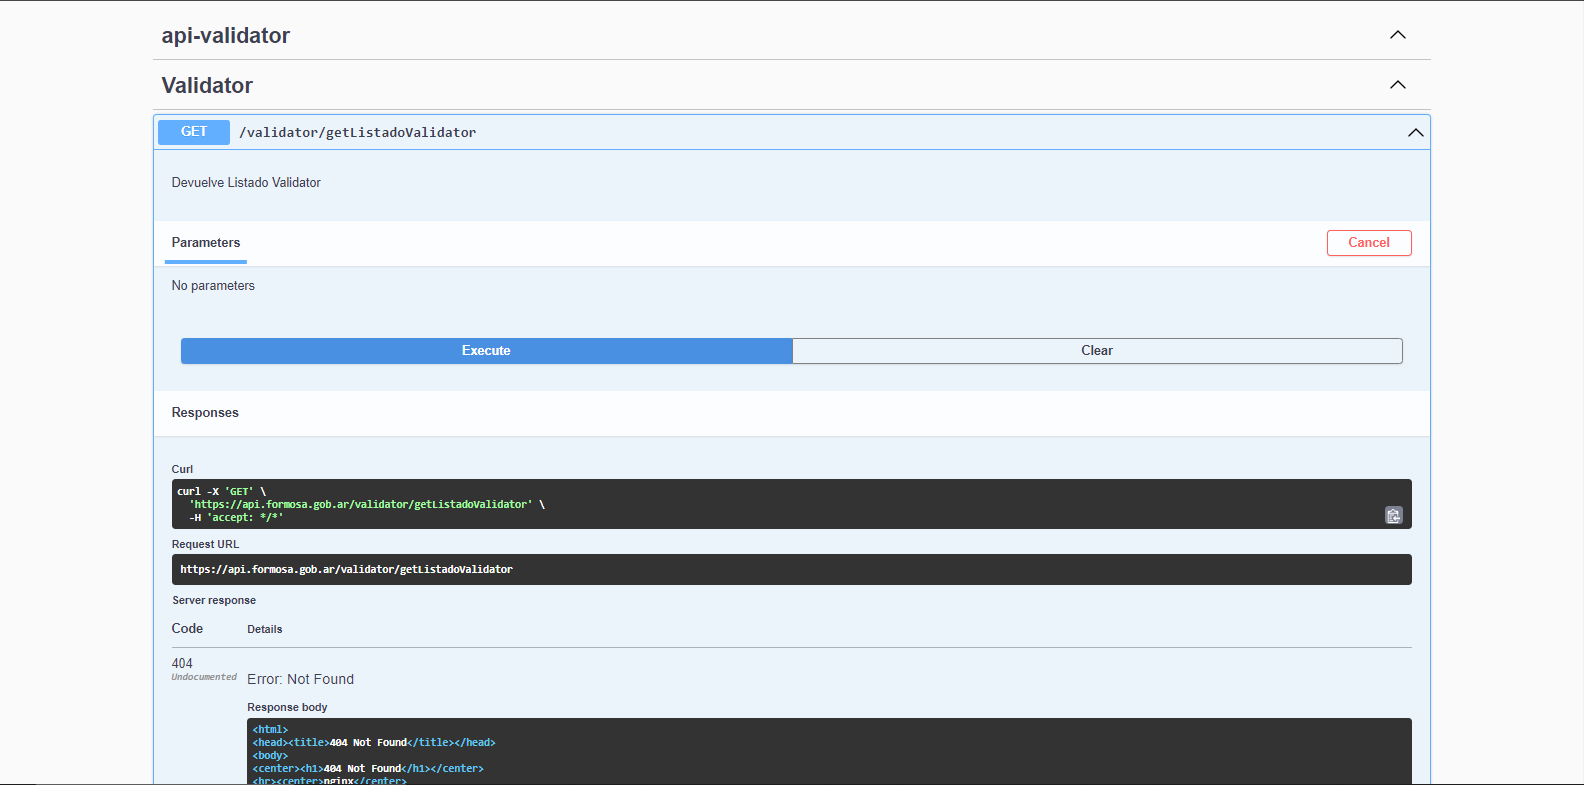 api-validator
Validator
GET /validator/getListadoValidator
Devuelve Listado Validator
Parameters
Cancel
No parameters
Execute
Clear
Responses
Curl
curl -X 'GET' \
'https://api.formosa.gob.ar/validator/getListadoValidator' \
-H 'accept: */*'
Request URL
https://api.formosa.gob.ar/validator/getListadoValidator
Server response
Code Details
404
Undocumented
Error: Not Found
Response body
<html>
<head><title>404 Not Found</title></head>
<body>
<center><h1>404 Not Found</h1></center>
<hr><center>nginx</center>